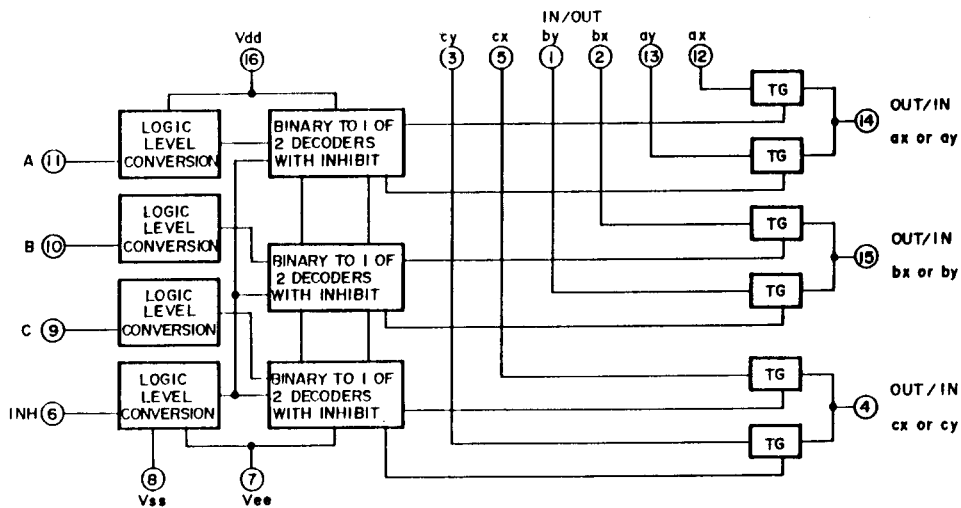 IN/OUT
Vdd
cy
cx
by
bx
ay
ax
16
3
5
1
2
13
12
TG
OUT/IN
LOGIC
LEVEL
CONVERSION
BINARY TO 1 OF
2 DECODERS
WITH INHIBIT
14
A 11
TG
ax or ay
LOGIC
LEVEL
CONVERSION
TG
OUT/IN
B 10
BINARY TO 1 OF
2 DECODERS
WITH INHIBIT
15
TG
bx or by
LOGIC
LEVEL
CONVERSION
C 9
LOGIC
LEVEL
CONVERSION
BINARY TO 1 OF
2 DECODERS
WITH INHIBIT
TG
OUT/IN
INH 6
4
TG
cx or cy
8
7
Vss
Vee